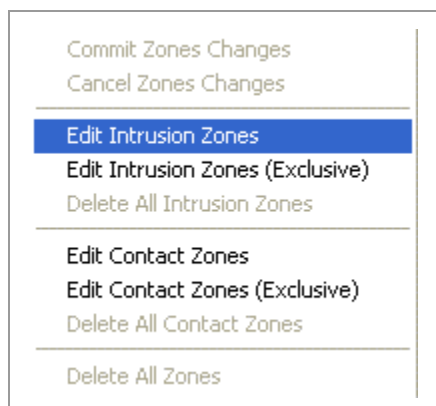 Commit Zones Changes
Cancel Zones Changes
Edit Intrusion Zones
Edit Intrusion Zones (Exclusive)
Delete All Intrusion Zones
Edit Contact Zones
Edit Contact Zones (Exclusive)
Delete All Contact Zones
Delete All Zones